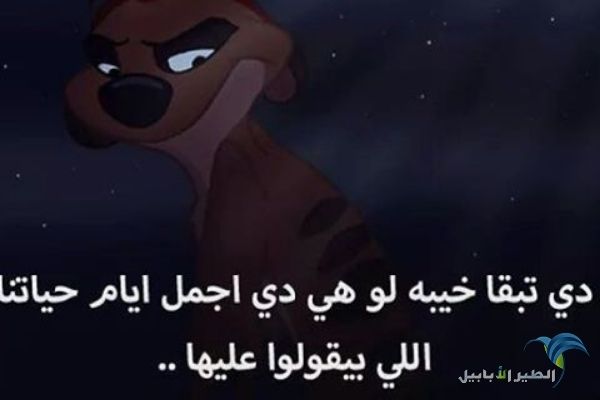 دي تبقا خيبه لو هي دي اجمل ايام حياتنا
اللي بيقولوا عليها ..
الطير الأبابيل